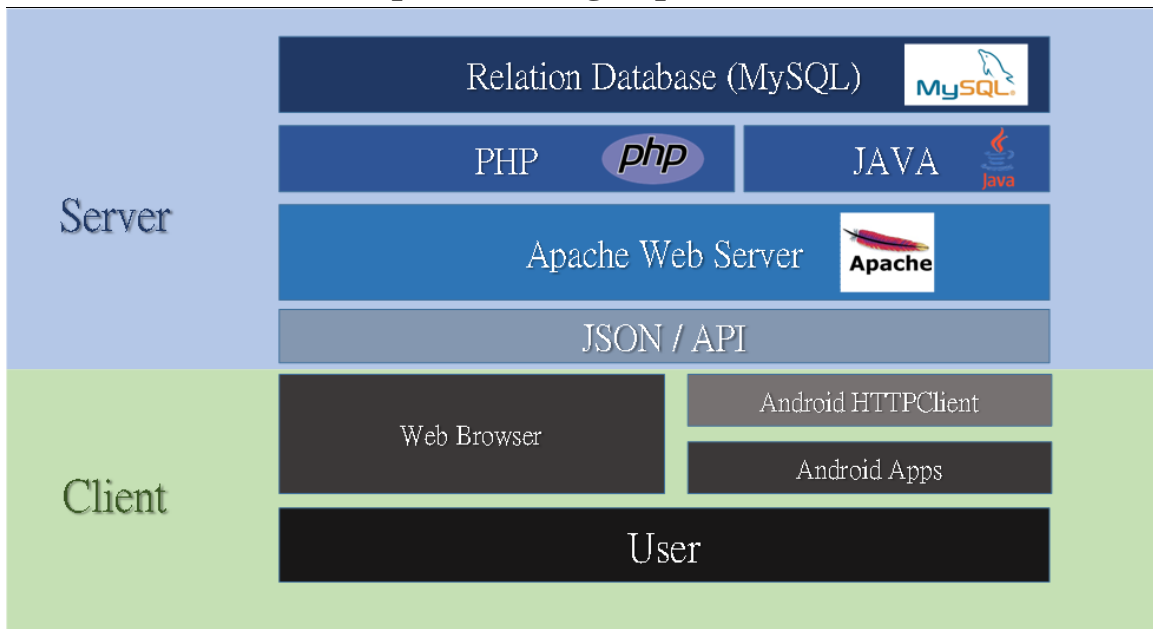 Relation Database (MySQL)
MySQL
PHP
php
JAVA
Java
Server
Apache Web Server
Apache
JSON / API
Web Browser
Android HTTPClient
Android Apps
Client
User